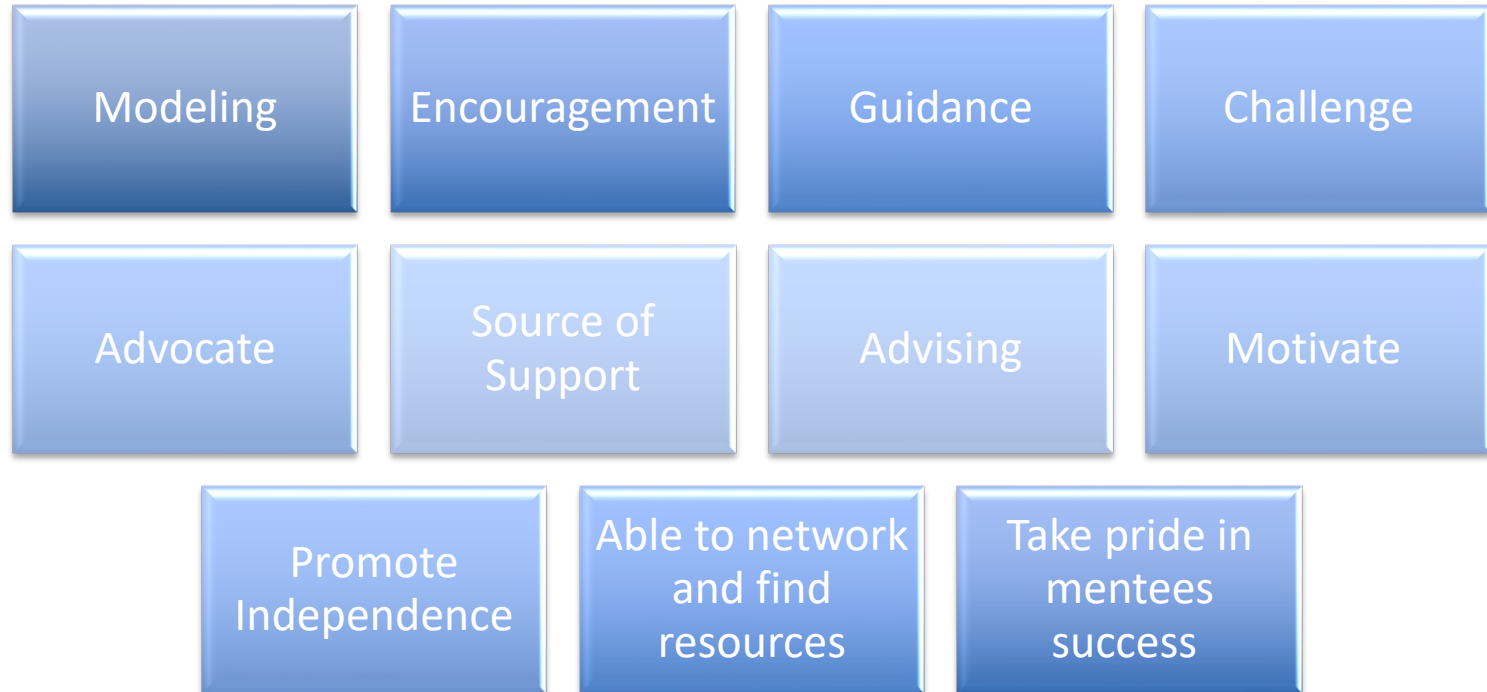 Modeling
Encouragement
Guidance
Challenge
Advocate
Source of
Support
Advising
Motivate
Promote
Independence
Able to network
and find
resources
Take pride in
mentees
success